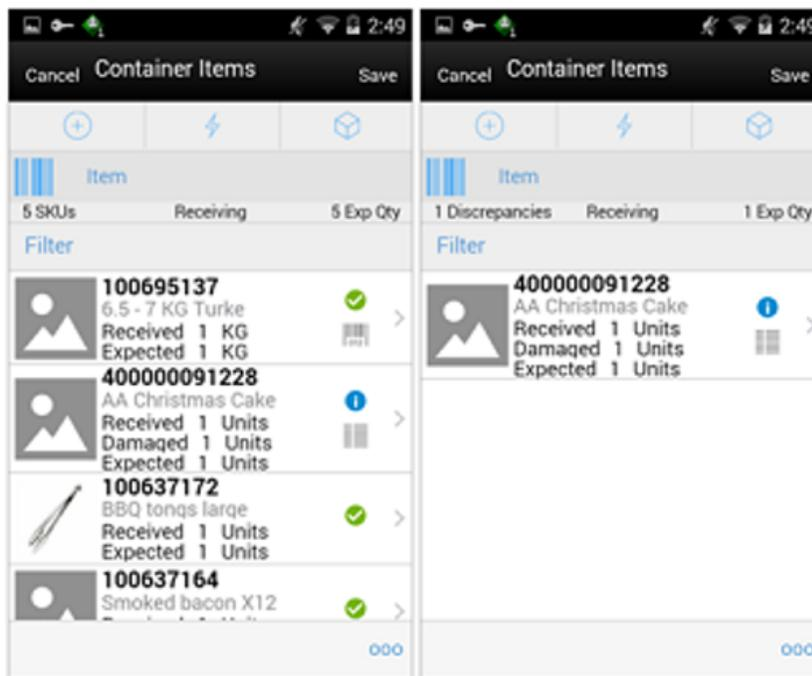 2:49
Cancel Container Items Save
Item
5 SKUs Receiving 5 Exp Qty
Filter
100695137
6.5 - 7 KG Turke
Received 1 KG
Expected 1 KG
400000091228
AA Christmas Cake
Received 1 Units
Damaged 1 Units
Expected 1 Units
100637172
BBQ tongs large
Received 1 Units
Expected 1 Units
100637164
Smoked bacon X12
2:49
Cancel Container Items Save
Item
1 Discrepancies Receiving 1 Exp Qty
Filter
400000091228
AA Christmas Cake
Received 1 Units
Damaged 1 Units
Expected 1 Units